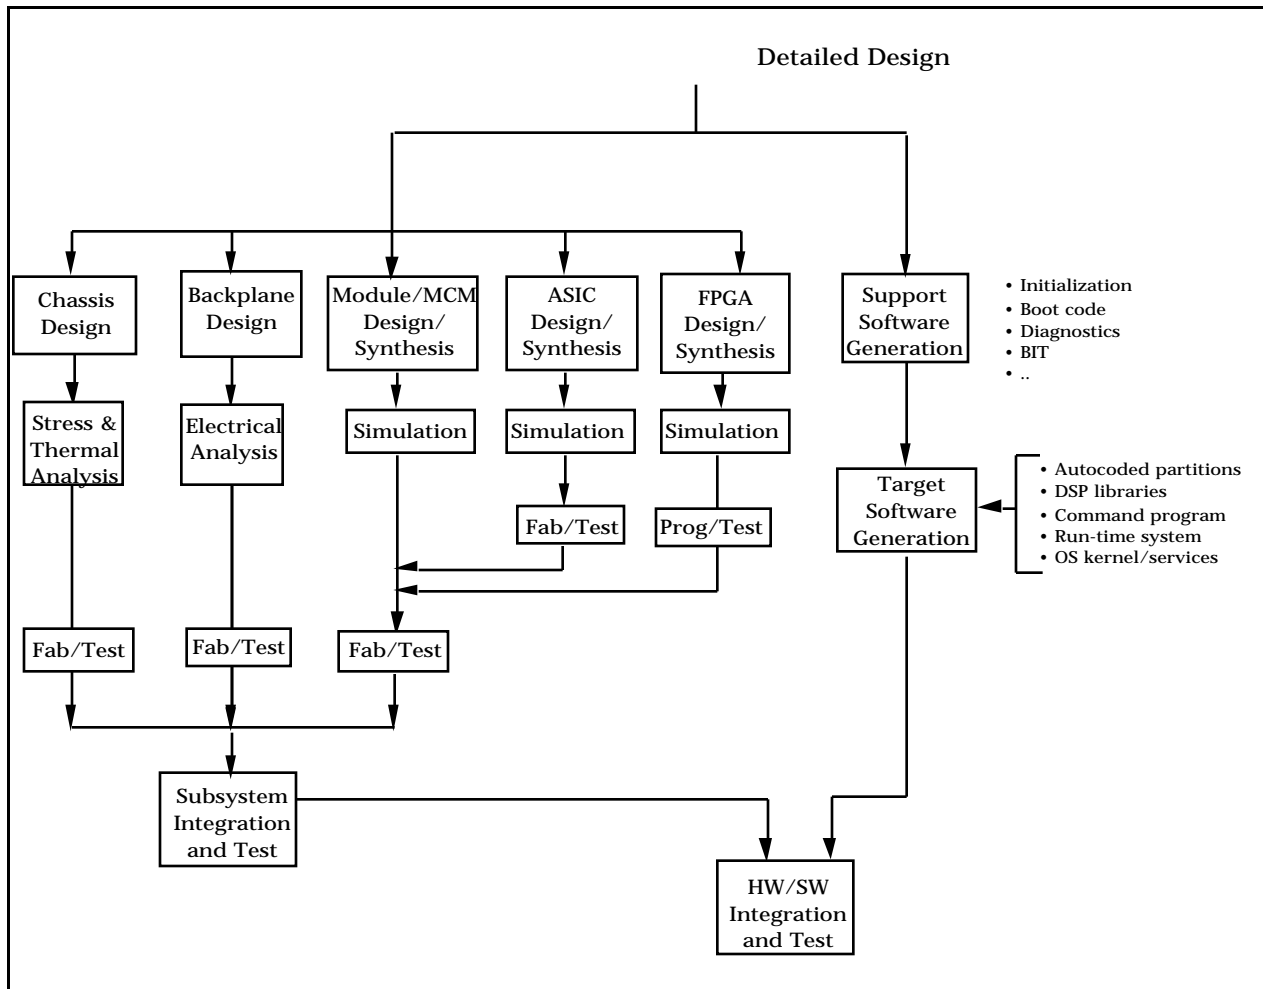 Detailed Design
Chassis
Design
Backplane
Design
Module/MCM
Design/
Synthesis
ASIC
Design/
Synthesis
FPGA
Design/
Synthesis
Support
Software
Generation
• Initialization
• Boot code
• Diagnostics
• BIT
• ..
Stress &
Thermal
Analysis
Electrical
Analysis
Simulation
Simulation
Simulation
Target
Software
Generation
• Autocoded partitions
• DSP libraries
• Command program
• Run-time system
• OS kernel/services
Fab/Test
Prog/Test
Fab/Test
Fab/Test
Fab/Test
Subsystem
Integration
and Test
HW/SW
Integration
and Test